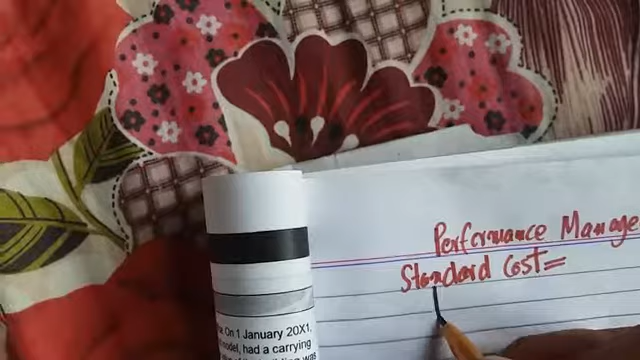 Performance Manage
Standard Cost=
On 1 January 20X1,
model, had a carrying